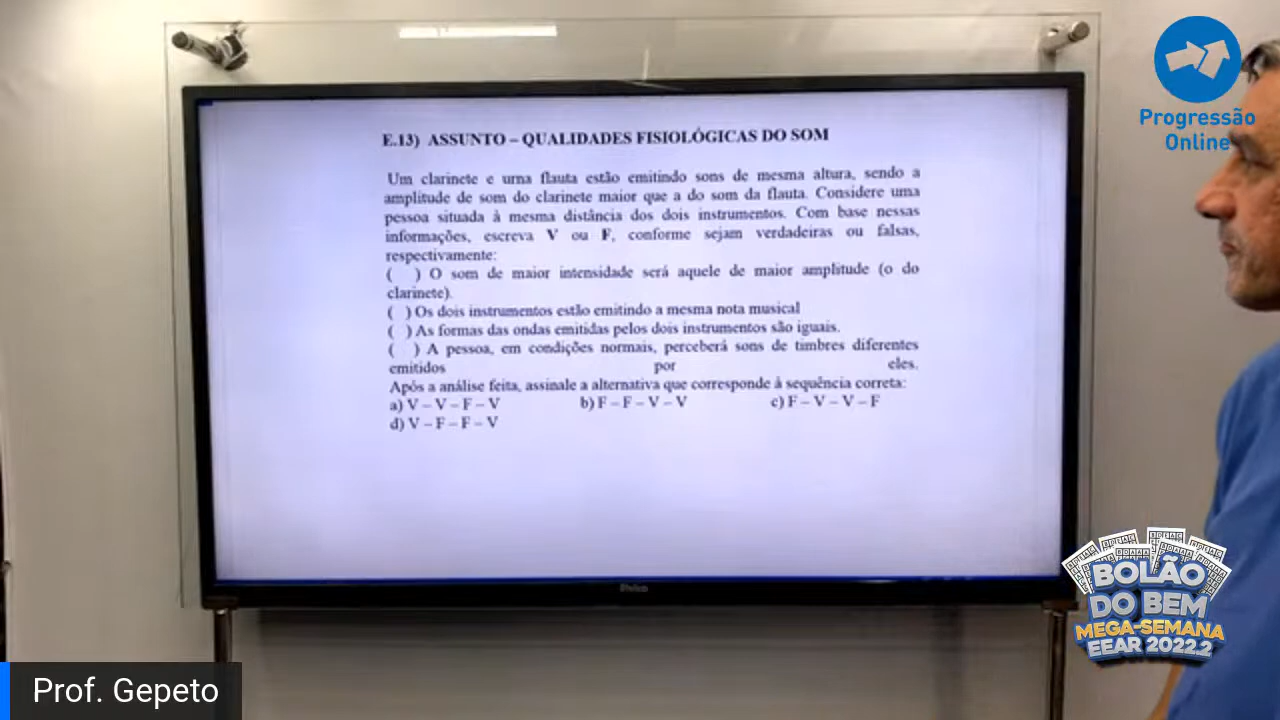 Progressão
Online
E.13) ASSUNTO – QUALIDADES FISIOLÓGICAS DO SOM
Um clarinete e uma flauta estão emitindo sons de mesma altura, sendo a
amplitude de som do clarinete maior que a do som da flauta. Considere uma
pessoa situada à mesma distância dos dois instrumentos. Com base nessas
informações, escreva V ou F, conforme sejam verdadeiras ou falsas,
respectivamente:
( ) O som de maior intensidade será aquele de maior amplitude (o do
clarinete).
( ) Os dois instrumentos estão emitindo a mesma nota musical
( ) As formas das ondas emitidas pelos dois instrumentos são iguais.
( ) A pessoa, em condições normais, perceberá sons de timbres diferentes
emitidos por eles.
Após a análise feita, assinale a alternativa que corresponde à sequência correta:
a) V – V – F – V b) F – F – V – V c) F – V – V – F
d) V – F – F – V
Philco
BOLÃO
DO BEM
MEGA-SEMANA
EEAR 2022.2
Prof. Gepeto